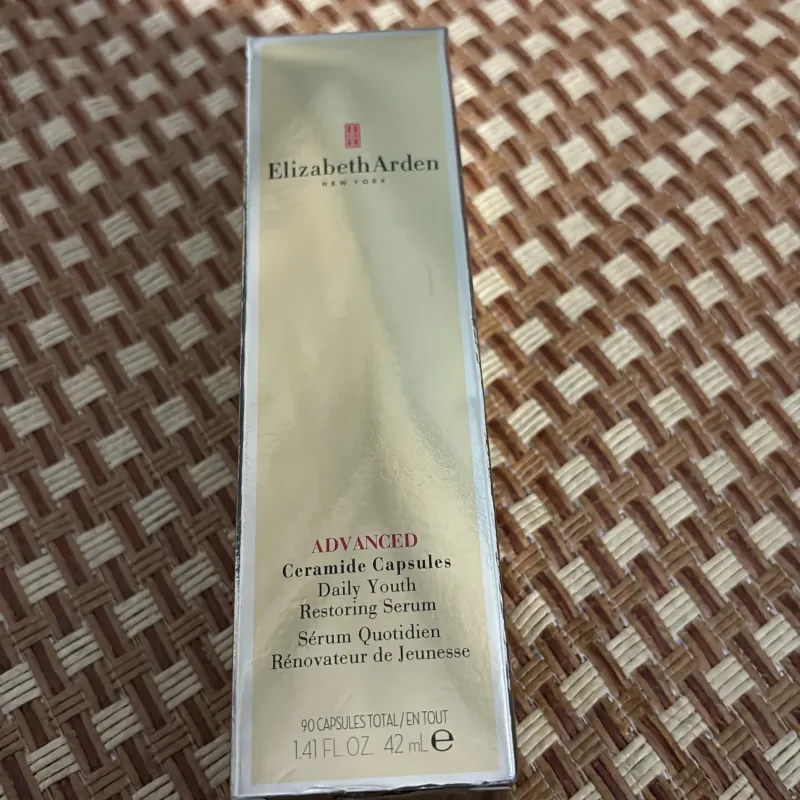 Elizabeth Arden
NEW YORK
ADVANCED
Ceramide Capsules
Daily Youth
Restoring Serum
Sérum Quotidien
Rénovateur de Jeunesse
90 CAPSULES TOTAL/EN TOUT
1.41 FL.OZ. 42 mL e